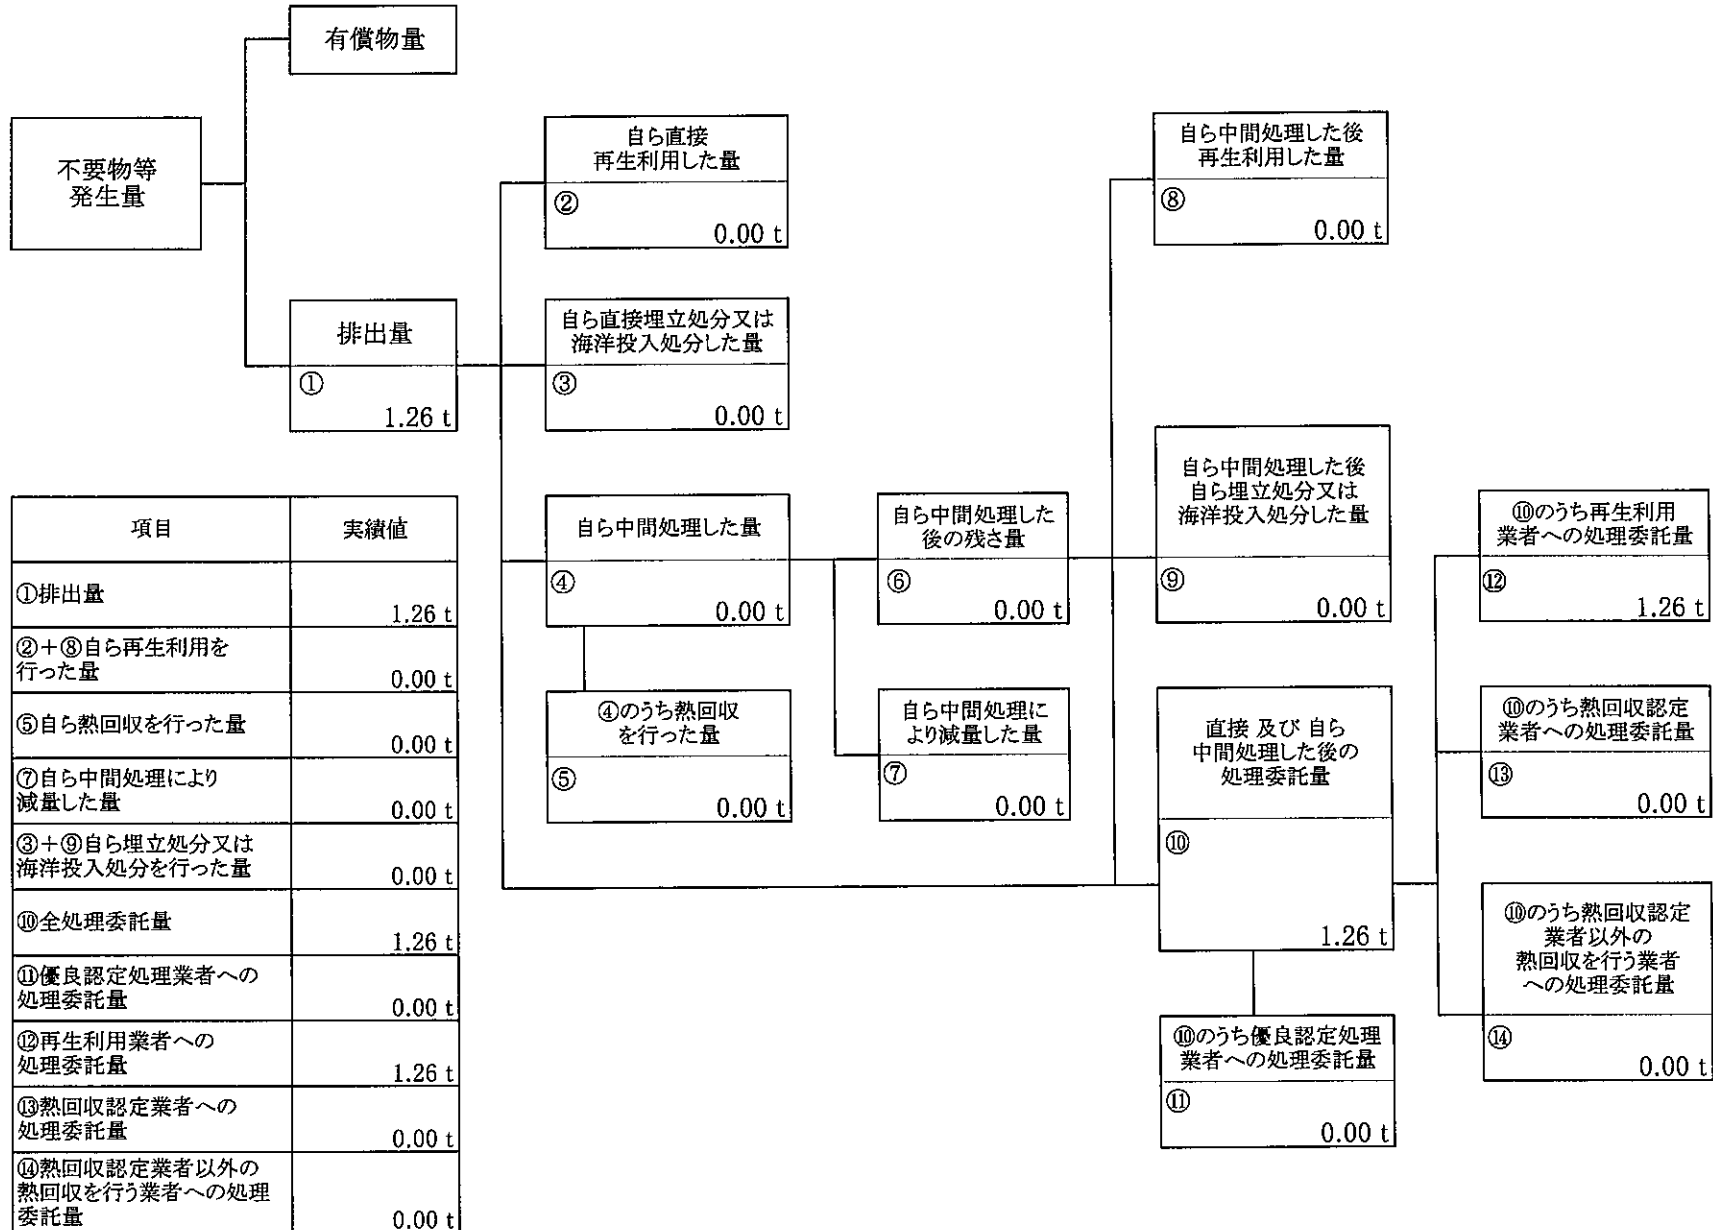 有償物量
不要物等
発生量
排出量
①
1.26 t
自ら直接
再生利用した量
②
0.00 t
自ら直接埋立処分又は
海洋投入処分した量
③
0.00 t
自ら中間処理した量
④
0.00 t
④のうち熱回収
を行った量
⑤
0.00 t
自ら中間処理した
後の残さ量
⑥
0.00 t
自ら中間処理に
より減量した量
⑦
0.00 t
自ら中間処理した後
再生利用した量
⑧
0.00 t
自ら中間処理した後
自ら埋立処分又は
海洋投入処分した量
⑨
0.00 t
直接 及び 自ら
中間処理した後の
処理委託量
⑩
1.26 t
⑩のうち優良認定処理
業者への処理委託量
⑪
0.00 t
⑩のうち再生利用
業者への処理委託量
⑫
1.26 t
⑩のうち熱回収認定
業者への処理委託量
⑬
0.00 t
⑩のうち熱回収認定
業者以外の
熱回収を行う業者
への処理委託量
⑭
0.00 t
項目 実績値
①排出量
1.26 t
②+⑧自ら再生利用を
行った量
0.00 t
⑤自ら熱回収を行った量
0.00 t
⑦自ら中間処理により
減量した量
0.00 t
③+⑨自ら埋立処分又は
海洋投入処分を行った量
0.00 t
⑩全処理委託量
1.26 t
⑪優良認定処理業者への
処理委託量
0.00 t
⑫再生利用業者への
処理委託量
1.26 t
⑬熱回収認定業者への
処理委託量
0.00 t
⑭熱回収認定業者以外の
熱回収を行う業者への処理
委託量
0.00 t